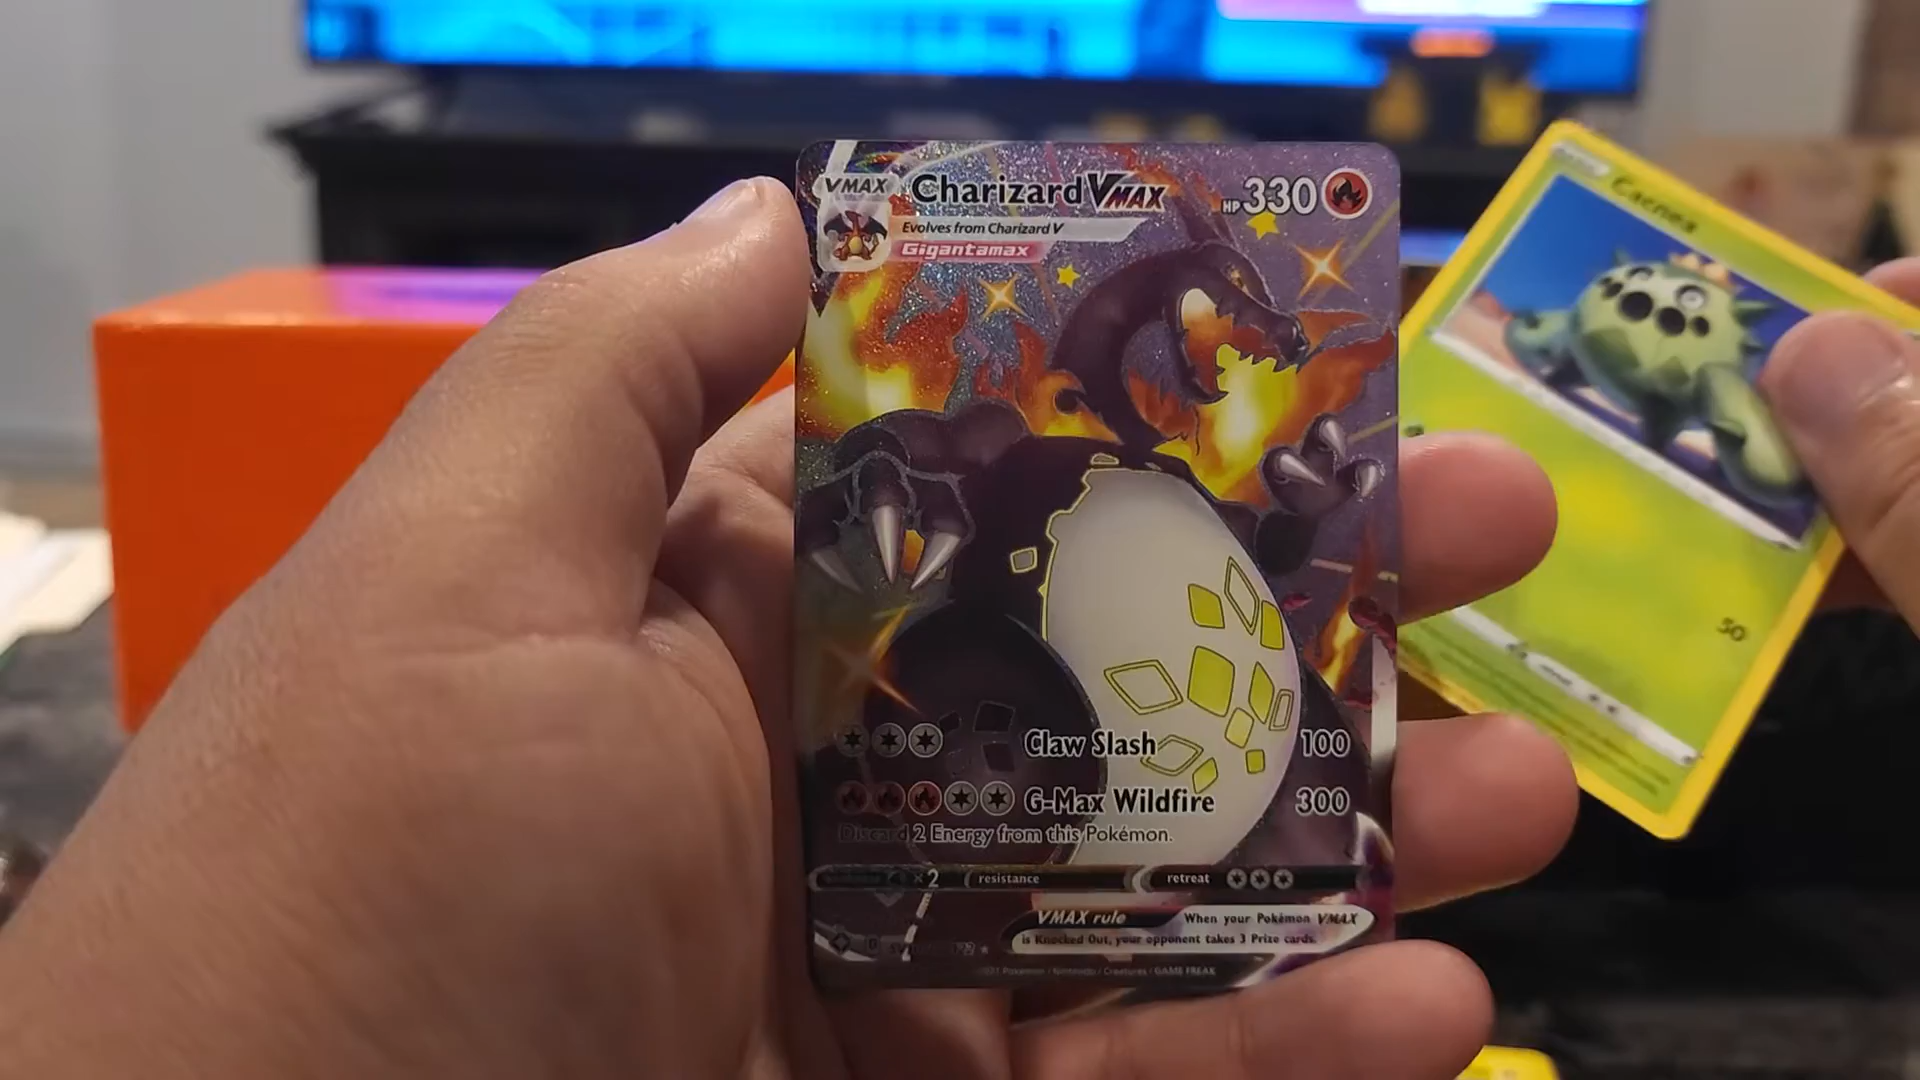 VMAX
Charizard VMAX
HP 330
Evolves from Charizard V
Gigantamax
Claw Slash 100
G-Max Wildfire 300
Discard 2 Energy from this Pokémon.
×2 resistance retreat
VMAX rule When your Pokémon VMAX
is Knocked Out, your opponent takes 3 Prize cards.
2021 Pokémon / Nintendo / Creatures / GAME FREAK
Cacnea
50